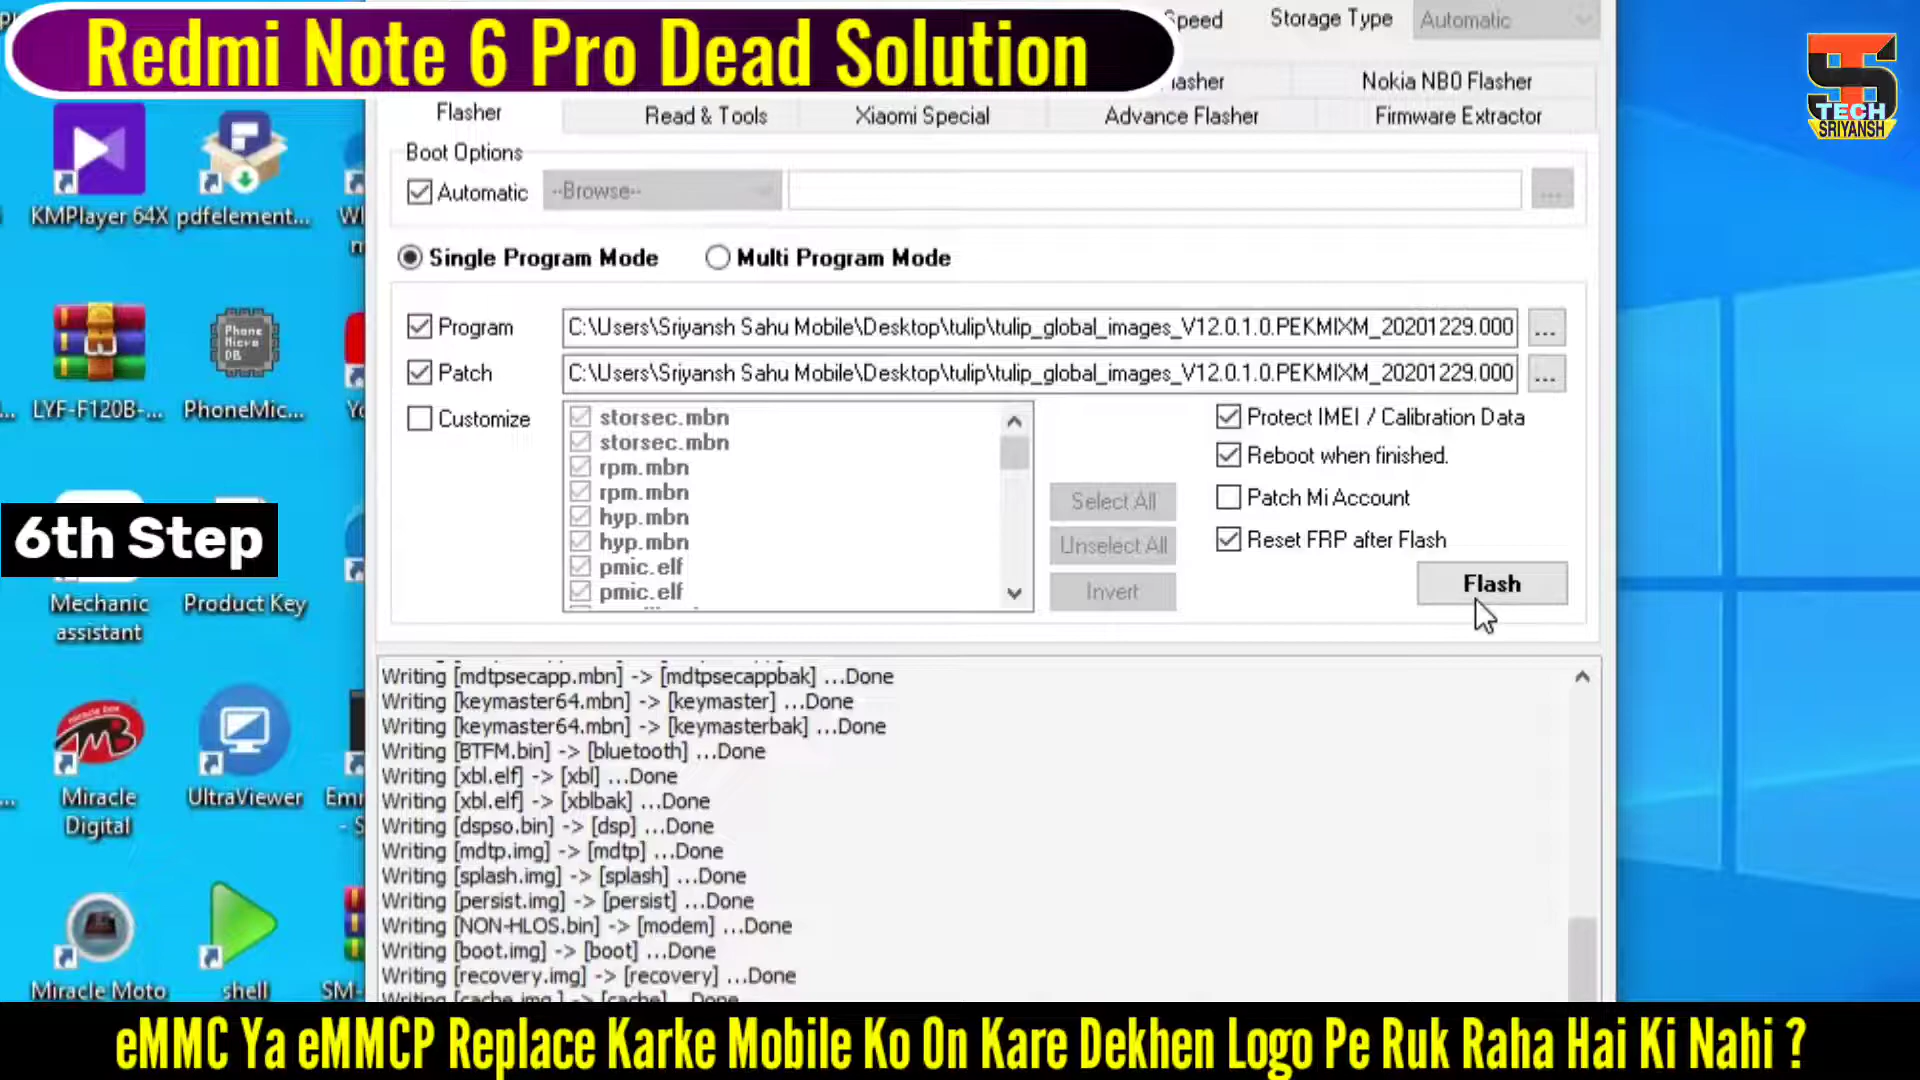 Redmi Note 6 Pro Dead Solution
Speed
Storage Type
Automatic
TECH
SRIYANSH
Nokia NB0 Flasher
Flasher
Read & Tools
Xiaomi Special
Advance Flasher
Firmware Extractor
Boot Options
Automatic
--Browse--
...
KMPlayer 64X
pdfelement...
Single Program Mode
Multi Program Mode
Program
C:\Users\Sriyansh Sahu Mobile\Desktop\tulip\tulip_global_images_V12.0.1.0.PEKMIXM_20201229.000
...
Patch
C:\Users\Sriyansh Sahu Mobile\Desktop\tulip\tulip_global_images_V12.0.1.0.PEKMIXM_20201229.000
...
Phone
Micro
DB
LYF-F120B-...
PhoneMic...
Customize
storsec.mbn
storsec.mbn
rpm.mbn
rpm.mbn
hyp.mbn
hyp.mbn
pmic.elf
pmic.elf
Select All
Unselect All
Invert
Protect IMEI / Calibration Data
Reboot when finished.
Patch Mi Account
Reset FRP after Flash
Flash
6th Step
Mechanic
assistant
Product Key
Writing [mdtpsecapp.mbn] -> [mdtpsecappbak] ...Done
Writing [keymaster64.mbn] -> [keymaster] ...Done
Writing [keymaster64.mbn] -> [keymasterbak] ...Done
Writing [BTFM.bin] -> [bluetooth] ...Done
Writing [xbl.elf] -> [xbl] ...Done
Writing [xbl.elf] -> [xblbak] ...Done
Writing [dspso.bin] -> [dsp] ...Done
Writing [mdtp.img] -> [mdtp] ...Done
Writing [splash.img] -> [splash] ...Done
Writing [persist.img] -> [persist] ...Done
Writing [NON-HLOS.bin] -> [modem] ...Done
Writing [boot.img] -> [boot] ...Done
Writing [recovery.img] -> [recovery] ...Done
Writing [cache.img] -> [cache] ...Done
Miracle
Digital
UltraViewer
Miracle Moto
shell
SM-
eMMC Ya eMMCP Replace Karke Mobile Ko On Kare Dekhen Logo Pe Ruk Raha Hai Ki Nahi ?